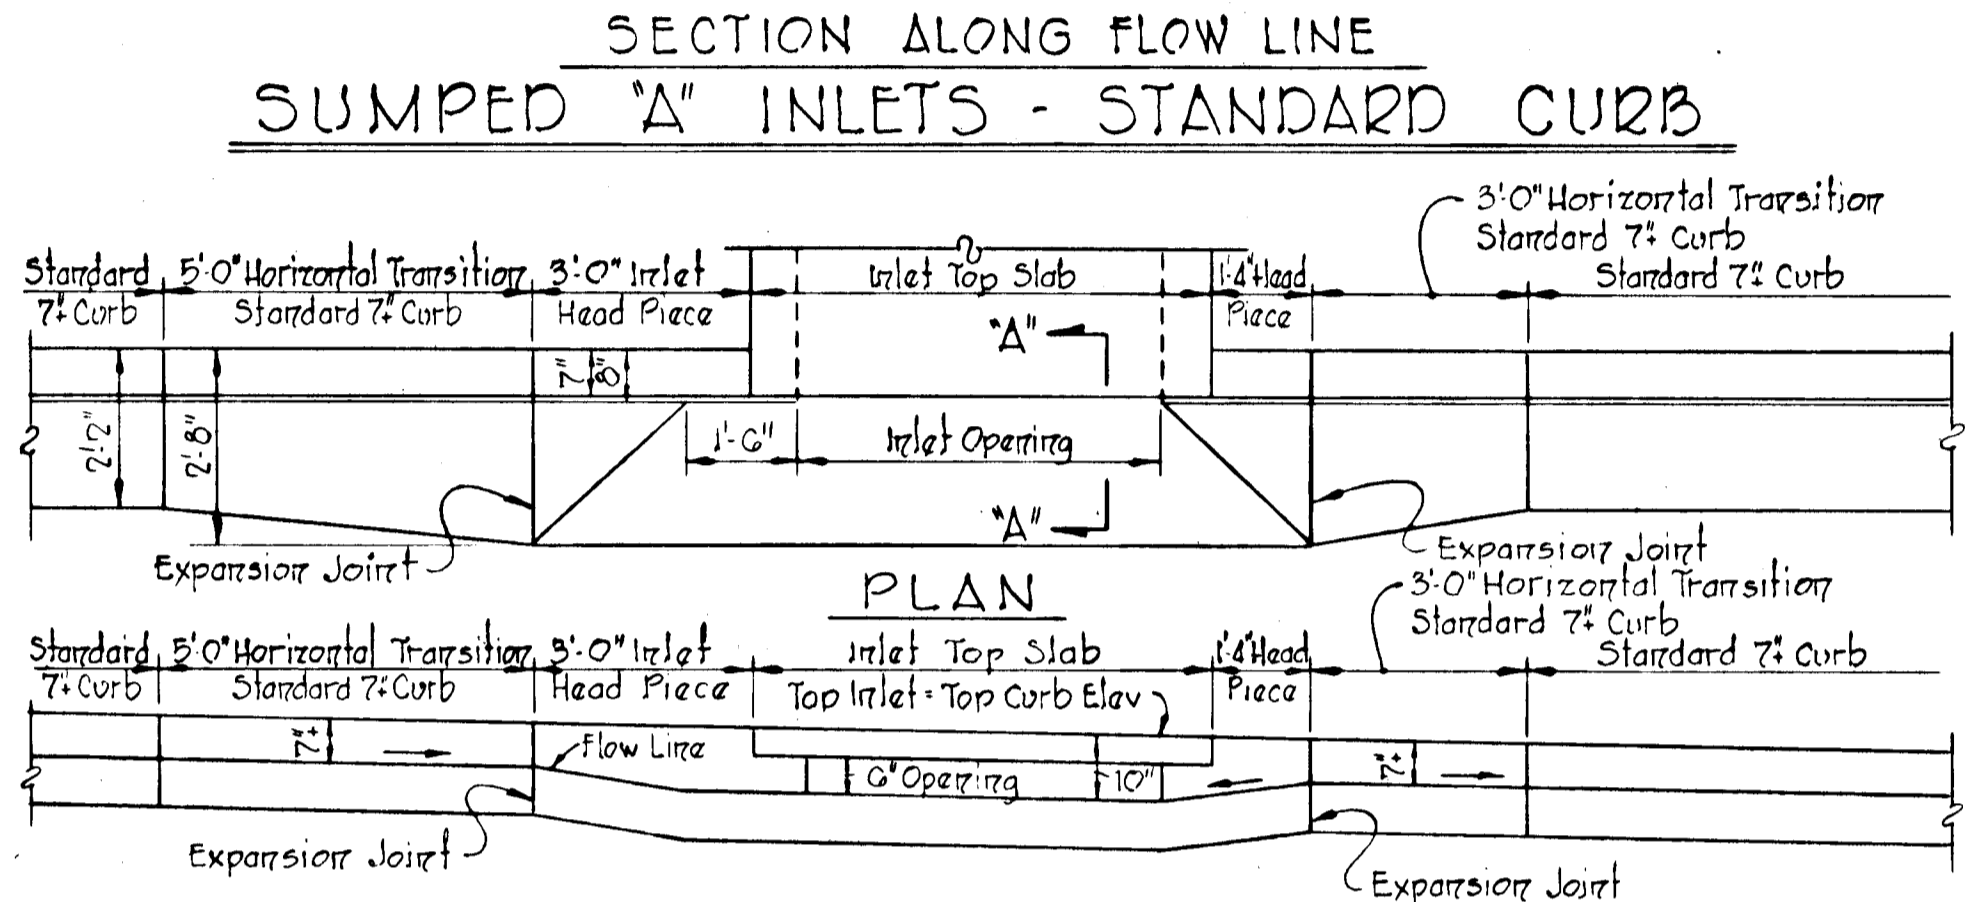 SECTION ALONG FLOW LINE
SUMPED "A" INLETS - STANDARD CURB
3'-0" Horizontal Transition
Standard 7"± Curb
Standard 7"± Curb
Standard
7"± Curb
5'-0" Horizontal Transition
Standard 7"± Curb
3'-0" Inlet
Head Piece
Inlet Top Slab
1'-4" Head
Piece
"A"
7"
8"
2'-2"
2'-8"
1'-6"
Inlet Opening
"A"
Expansion Joint
Expansion Joint
PLAN
3'-0" Horizontal Transition
Standard 7"± Curb
Standard 7"± Curb
Standard
7"± Curb
5'-0" Horizontal Transition
Standard 7"± Curb
3'-0" Inlet
Head Piece
Inlet Top Slab
Top Inlet = Top Curb Elev
1'-4" Head
Piece
7"±
Flow Line
6" Opening
10"
7"±
Expansion Joint
Expansion Joint